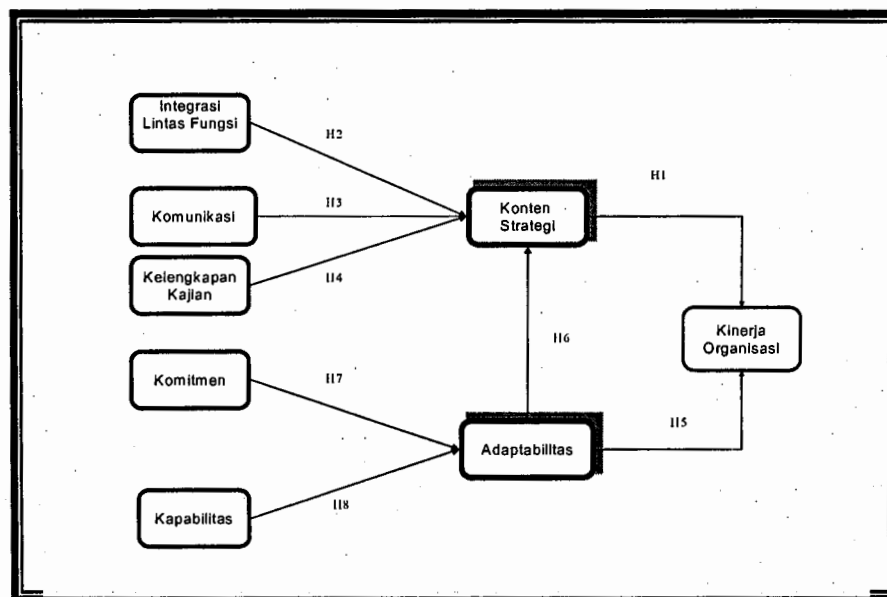 Integrasi
Lintas Fungsi
H2
H1
Komunikasi
H3
Konten
Strategi
Kelengkapan
Kajian
H4
Kinerja
Organisasi
H6
Komitmen
H7
Adaptabilltas
H5
Kapabilitas
H8